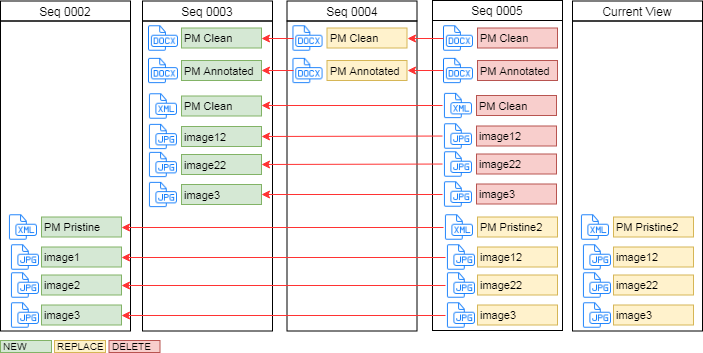 Seq 0002 Seq 0003 Seq 0004 Seq 0005 Current View
DOCX PM Clean DOCX PM Clean DOCX PM Clean
DOCX PM Annotated DOCX PM Annotated DOCX PM Annotated
XML PM Clean XML PM Clean
JPG image12 JPG image12
JPG image22 JPG image22
JPG image3 JPG image3
XML PM Pristine XML PM Pristine2 XML PM Pristine2
JPG image1 JPG image12 JPG image12
JPG image2 JPG image22 JPG image22
JPG image3 JPG image3 JPG image3
NEW REPLACE DELETE